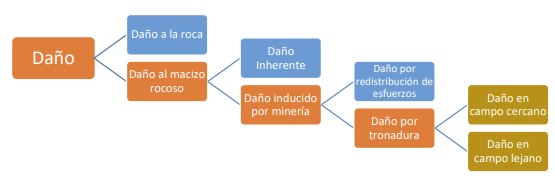 Daño
Daño a la roca
Daño al macizo
rocoso
Daño
Inherente
Daño inducido
por minería
Daño por
redistribución de
esfuerzos
Daño por
tronadura
Daño en
campo cercano
Daño en
campo lejano